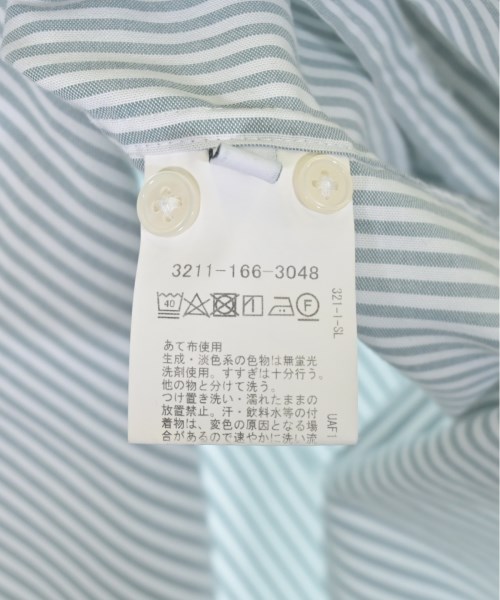 3211-166-3048
40 F
あて布使用
生成・淡色系の色物は無蛍光
洗剤使用。すすぎは十分行う。
他の物と分けて洗う。
つけ置き洗い・濡れたままの
放置禁止。汗・飲料水等の付
着物は、変色の原因となる場
合があるので速やかに洗い流
321-1-SL
UAF1